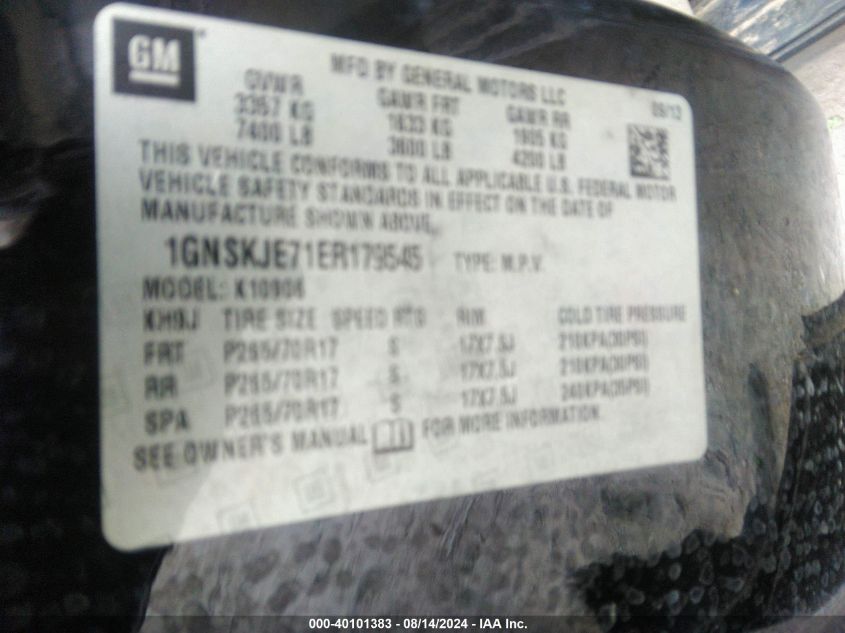 GM
MFD BY GENERAL MOTORS LLC
GVWR GAWR FRT GAWR RR
3357 KG 1633 KG 1905 KG
7400 LB 3600 LB 4200 LB
THIS VEHICLE CONFORMS TO ALL APPLICABLE U.S. FEDERAL MOTOR
VEHICLE SAFETY STANDARDS IN EFFECT ON THE DATE OF
MANUFACTURE SHOWN ABOVE.
1GNSKJE71ER179545 TYPE: M.P.V.
MODEL: K10906
KH9J TIRE SIZE SPEED RTG RIM COLD TIRE PRESSURE
FRT P265/70R17 S 17X7.5J 210KPA(30PSI)
RR P265/70R17 S 17X7.5J 210KPA(30PSI)
SPA P265/70R17 S 17X7.5J 240KPA(35PSI)
SEE OWNER'S MANUAL FOR MORE INFORMATION.
000-40101383 - 08/14/2024 - IAA Inc.